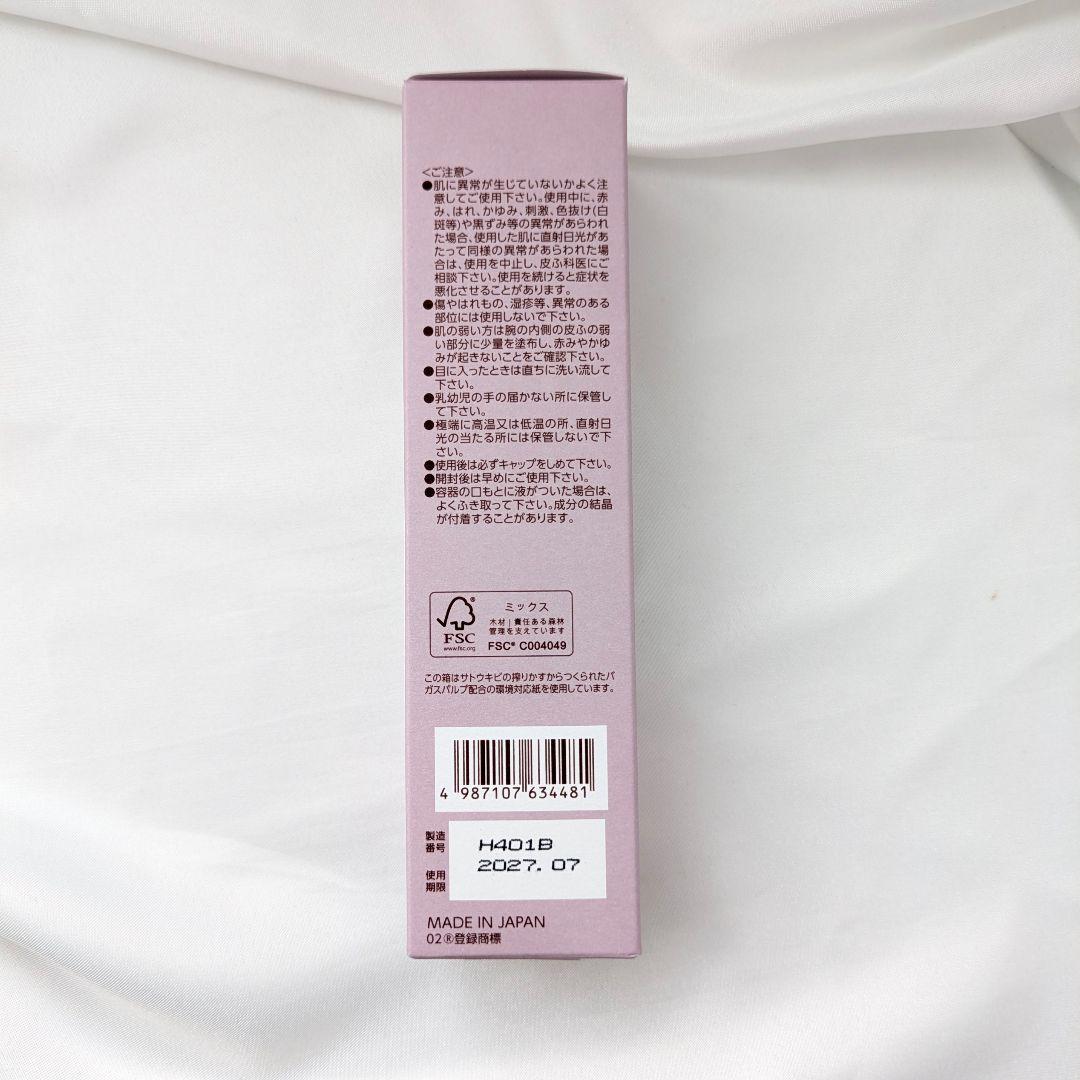 <ご注意>
●肌に異常が生じていないかよく注
意してご使用下さい。使用中に、赤
み、はれ、かゆみ、刺激、色抜け(白
斑等)や黒ずみ等の異常があらわれ
た場合、使用した肌に直射日光があ
たって同様の異常があらわれた場
合は、使用を中止し、皮ふ科医にご
相談下さい。使用を続けると症状を
悪化させることがあります。
●傷やはれもの、湿疹等、異常のある
部位には使用しないで下さい。
●肌の弱い方は腕の内側の皮ふの弱
い部分に少量を塗布し、赤みやかゆ
みが起きないことをご確認下さい。
●目に入ったときは直ちに洗い流して
下さい。
●乳幼児の手の届かない所に保管し
て下さい。
●極端に高温又は低温の所、直射日
光の当たる所には保管しないで下
さい。
●使用後は必ずキャップをしめて下さい。
●開封後は早めにご使用下さい。
●容器の口もとに液がついた場合は、
よくふき取って下さい。成分の結晶
が付着することがあります。
®
FSC
www.fsc.org
ミックス
木材|責任ある森林
管理を支えています
FSC® C004049
この箱はサトウキビの搾りかすからつくられたバ
ガスパルプ配合の環境対応紙を使用しています。
4 987107 634481
製造
番号
H401B
2027.07
使用
期限
MADE IN JAPAN
02®登録商標